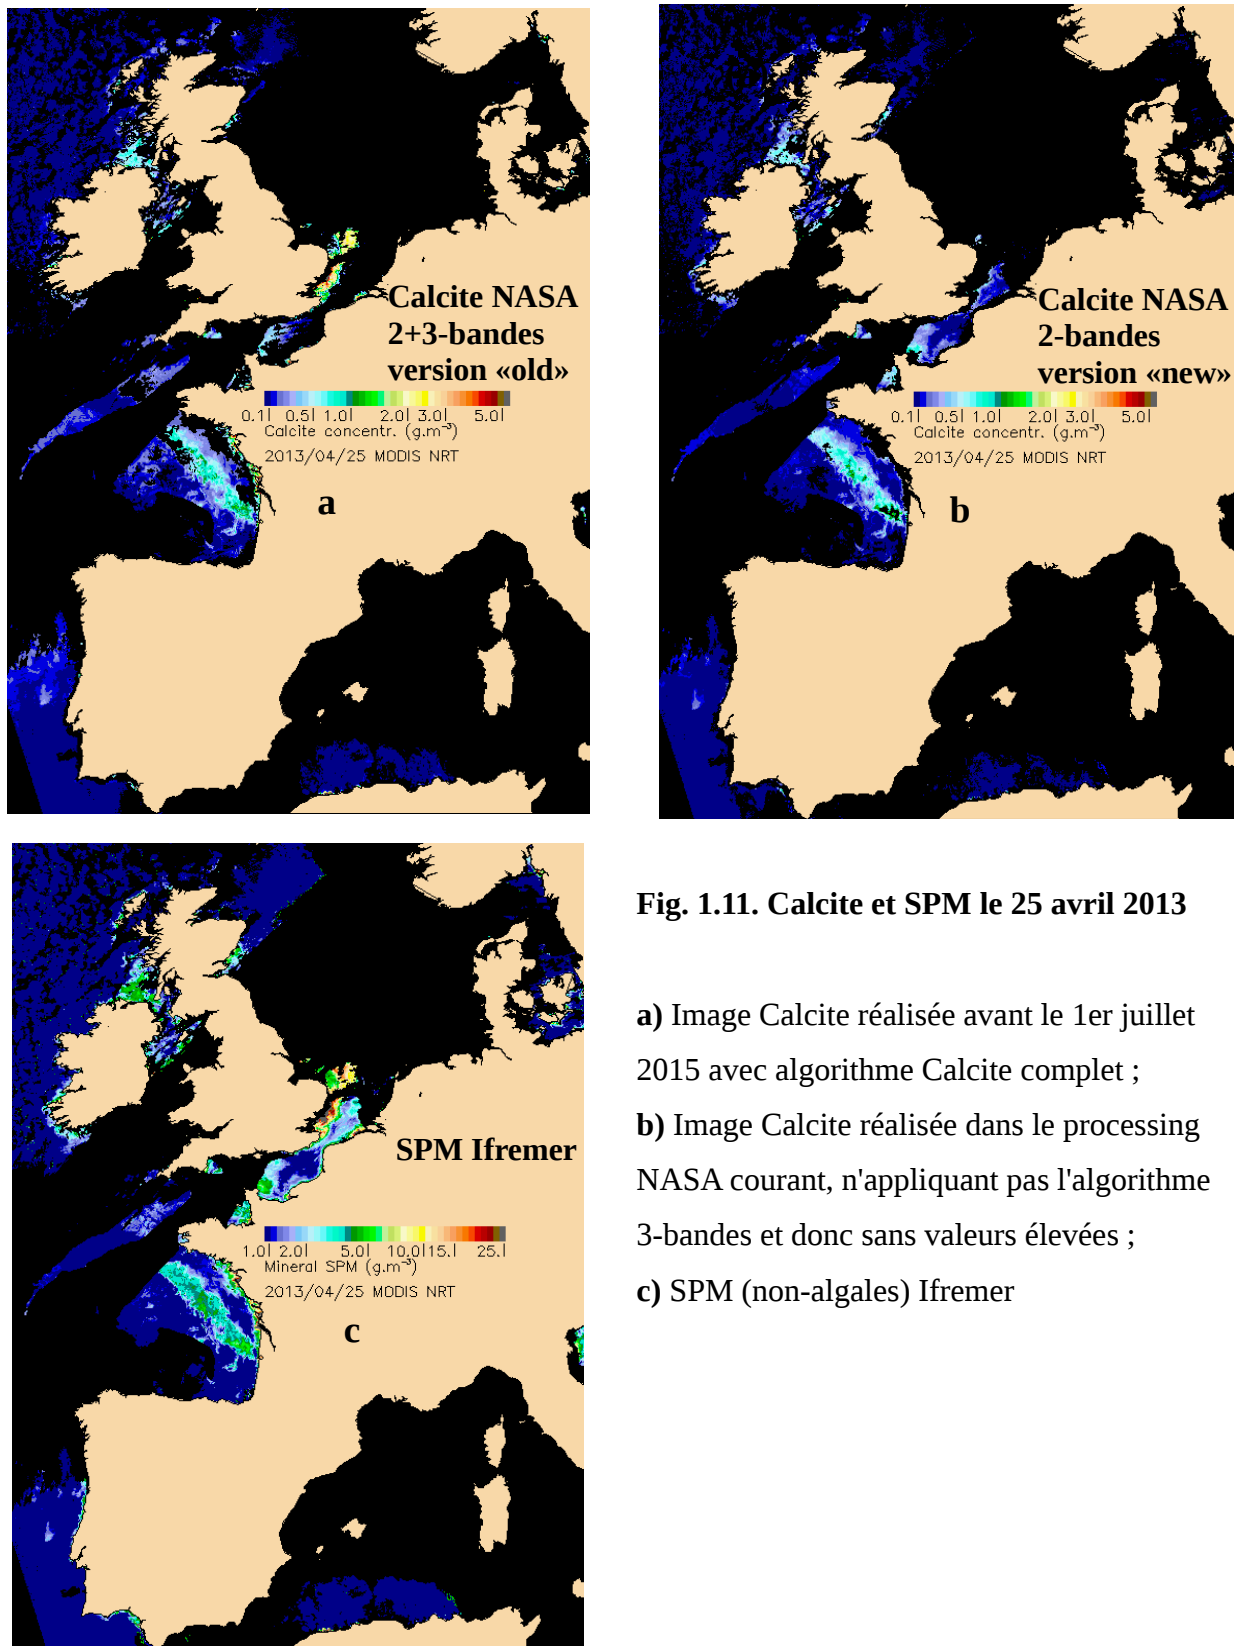 Calcite NASA
2+3-bandes
version «old»
0.1| 0.5| 1.0| 2.0| 3.0| 5.0|
Calcite concentr. (g.m⁻³)
2013/04/25 MODIS NRT
a
Calcite NASA
2-bandes
version «new»
0.1| 0.5| 1.0| 2.0| 3.0| 5.0|
Calcite concentr. (g.m⁻³)
2013/04/25 MODIS NRT
b
SPM Ifremer
1.0| 2.0| 5.0| 10.0|15.| 25.|
Mineral SPM (g.m⁻³)
2013/04/25 MODIS NRT
c
Fig. 1.11. Calcite et SPM le 25 avril 2013
a) Image Calcite réalisée avant le 1er juillet
2015 avec algorithme Calcite complet ;
b) Image Calcite réalisée dans le processing
NASA courant, n'appliquant pas l'algorithme
3-bandes et donc sans valeurs élevées ;
c) SPM (non-algales) Ifremer